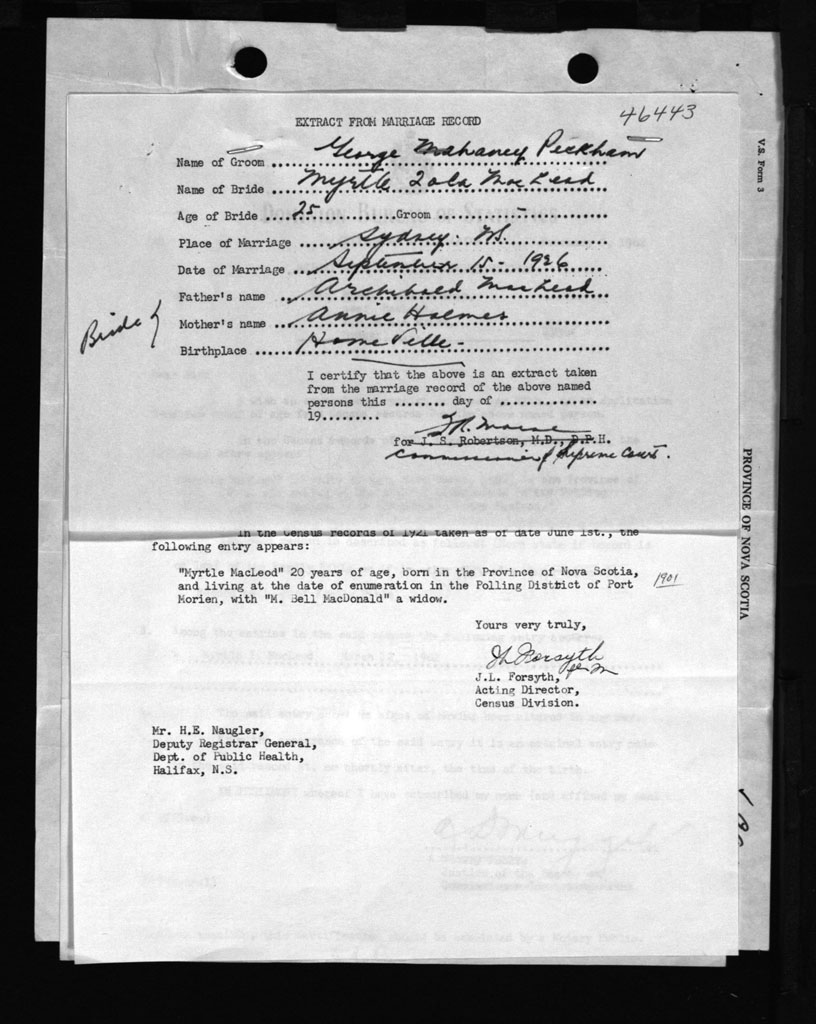 46443
EXTRACT FROM MARRIAGE RECORD
Name of Groom George Mahaney Peckham
Name of Bride Myrtle Zola MacLeod
Age of Bride 25 Groom -
Place of Marriage Sydney. N.S.
Date of Marriage September 15 - 1926
Bride {
Father's name Archibald MacLeod
Mother's name Annie Holmes
Birthplace Home Ville -
I certify that the above is an extract taken
from the marriage record of the above named
persons this ........ day of ................
19.........
for J. S. Robertson, M.D., D.P.H.
Commissioner of Supreme Court.
In the Census records of 1921 taken as of date June 1st., the
following entry appears:
"Myrtle MacLeod" 20 years of age, born in the Province of Nova Scotia,
and living at the date of enumeration in the Polling District of Port
Morien, with "M. Bell MacDonald" a widow.
1901
Yours very truly,
J L Forsyth
J.L. Forsyth,
Acting Director,
Census Division.
Mr. H.E. Naugler,
Deputy Registrar General,
Dept. of Public Health,
Halifax, N.S.
V.S. Form 3
PROVINCE OF NOVA SCOTIA